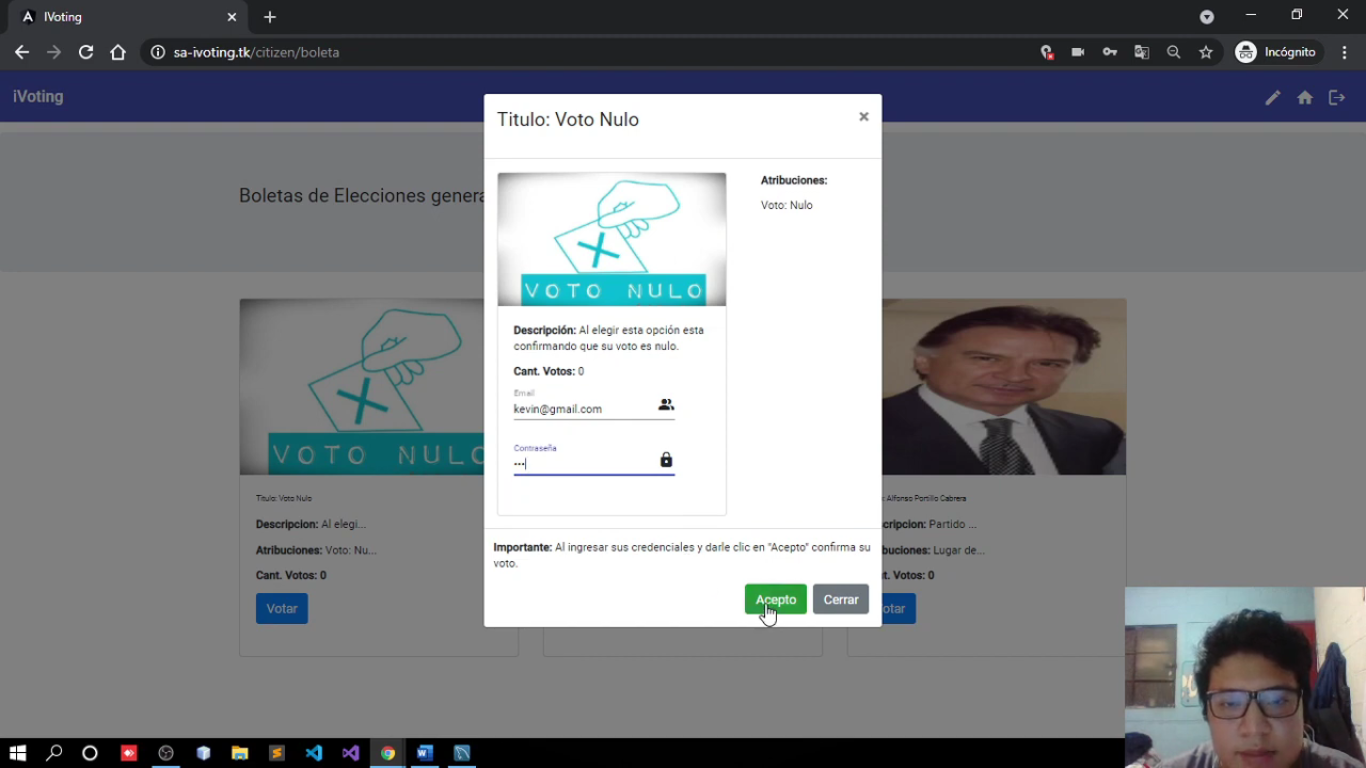 IVoting
sa-ivoting.tk/citizen/boleta
Incógnito
iVoting
Boletas de Elecciones genera
Titulo: Voto Nulo
×
VOTO NULO
Atribuciones:
Voto: Nulo
Descripción: Al elegir esta opción esta
confirmando que su voto es nulo.
Cant. Votos: 0
Email
kevin@gmail.com
Contraseña
Importante: Al ingresar sus credenciales y darle clic en "Acepto" confirma su
voto.
Acepto
Cerrar
VOTO NULO
Titulo: Voto Nulo
Descripcion: Al elegi...
Atribuciones: Voto: Nu...
Cant. Votos: 0
Votar
: Alfonso Portillo Cabrera
cripcion: Partido ...
buciones: Lugar de...
t. Votos: 0
otar